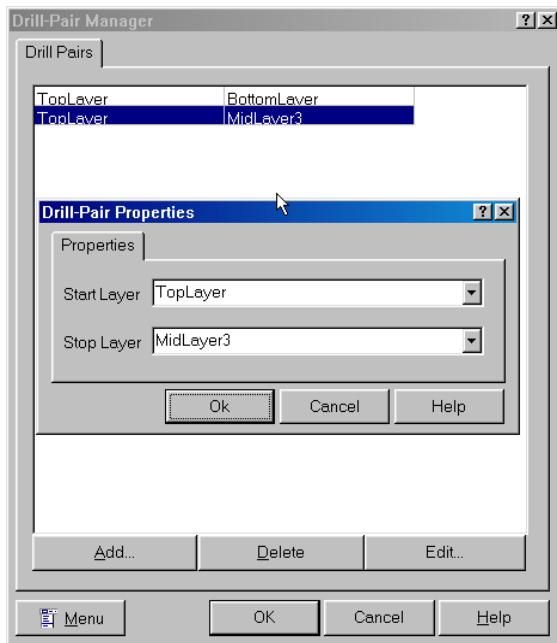 Drill-Pair Manager
Drill Pairs
TopLayer BottomLayer
TopLayer MidLayer3
Drill-Pair Properties
Properties
Start Layer TopLayer
Stop Layer MidLayer3
Ok Cancel Help
Add... Delete Edit...
Menu OK Cancel Help